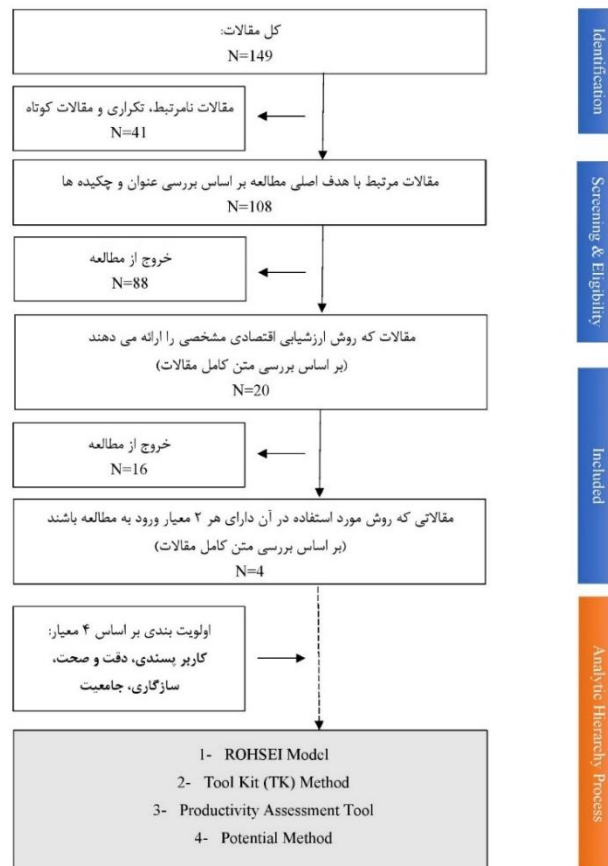 کل مقالات:
N=149
مقالات نامرتبط، تکراری و مقالات کوتاه
N=41
مقالات مرتبط با هدف اصلی مطالعه بر اساس بررسی عنوان و چکیده ها
N=108
خروج از مطالعه
N=88
مقالات که روش ارزشیابی اقتصادی مشخصی را ارائه می دهند
(بر اساس بررسی متن کامل مقالات)
N=20
خروج از مطالعه
N=16
مقالاتی که روش مورد استفاده در آن دارای هر ۲ معیار ورود به مطالعه باشند
(بر اساس بررسی متن کامل مقالات)
N=4
اولویت بندی بر اساس ۴ معیار:
کاربر پسندی، دقت و صحت،
سازگاری، جامعیت
1- ROHSEI Model
2- Tool Kit (TK) Method
3- Productivity Assessment Tool
4- Potential Method
Identification
Screening & Eligibility
Included
Analytic Hierarchy Process